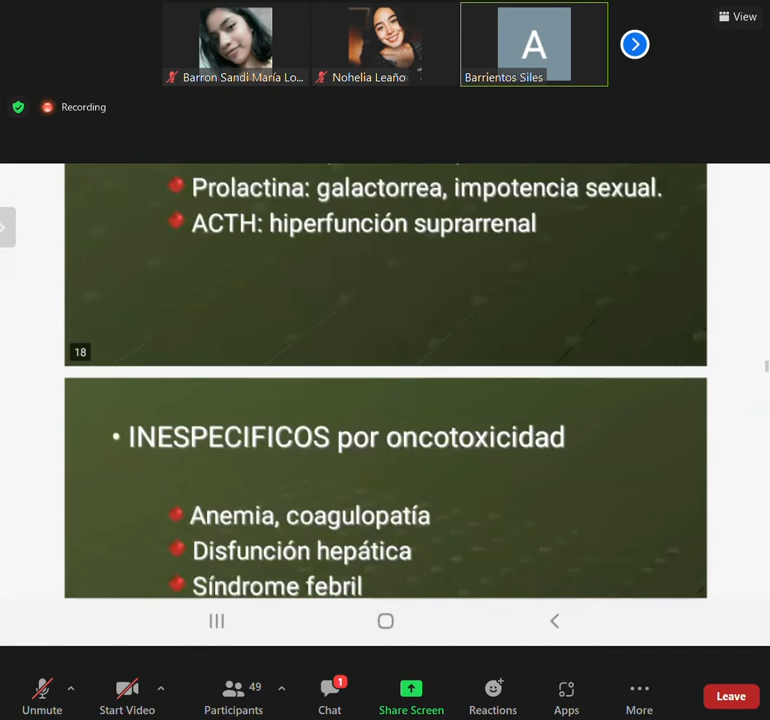 View
Barron Sandi María Lo...
Nohelia Leaño
A
Barrientos Siles
Recording
Prolactina: galactorrea, impotencia sexual.
ACTH: hiperfunción suprarrenal
18
• INESPECIFICOS por oncotoxicidad
Anemia, coagulopatía
Disfunción hepática
Síndrome febril
49
1
Unmute
Start Video
Participants
Chat
Share Screen
Reactions
Apps
More
Leave